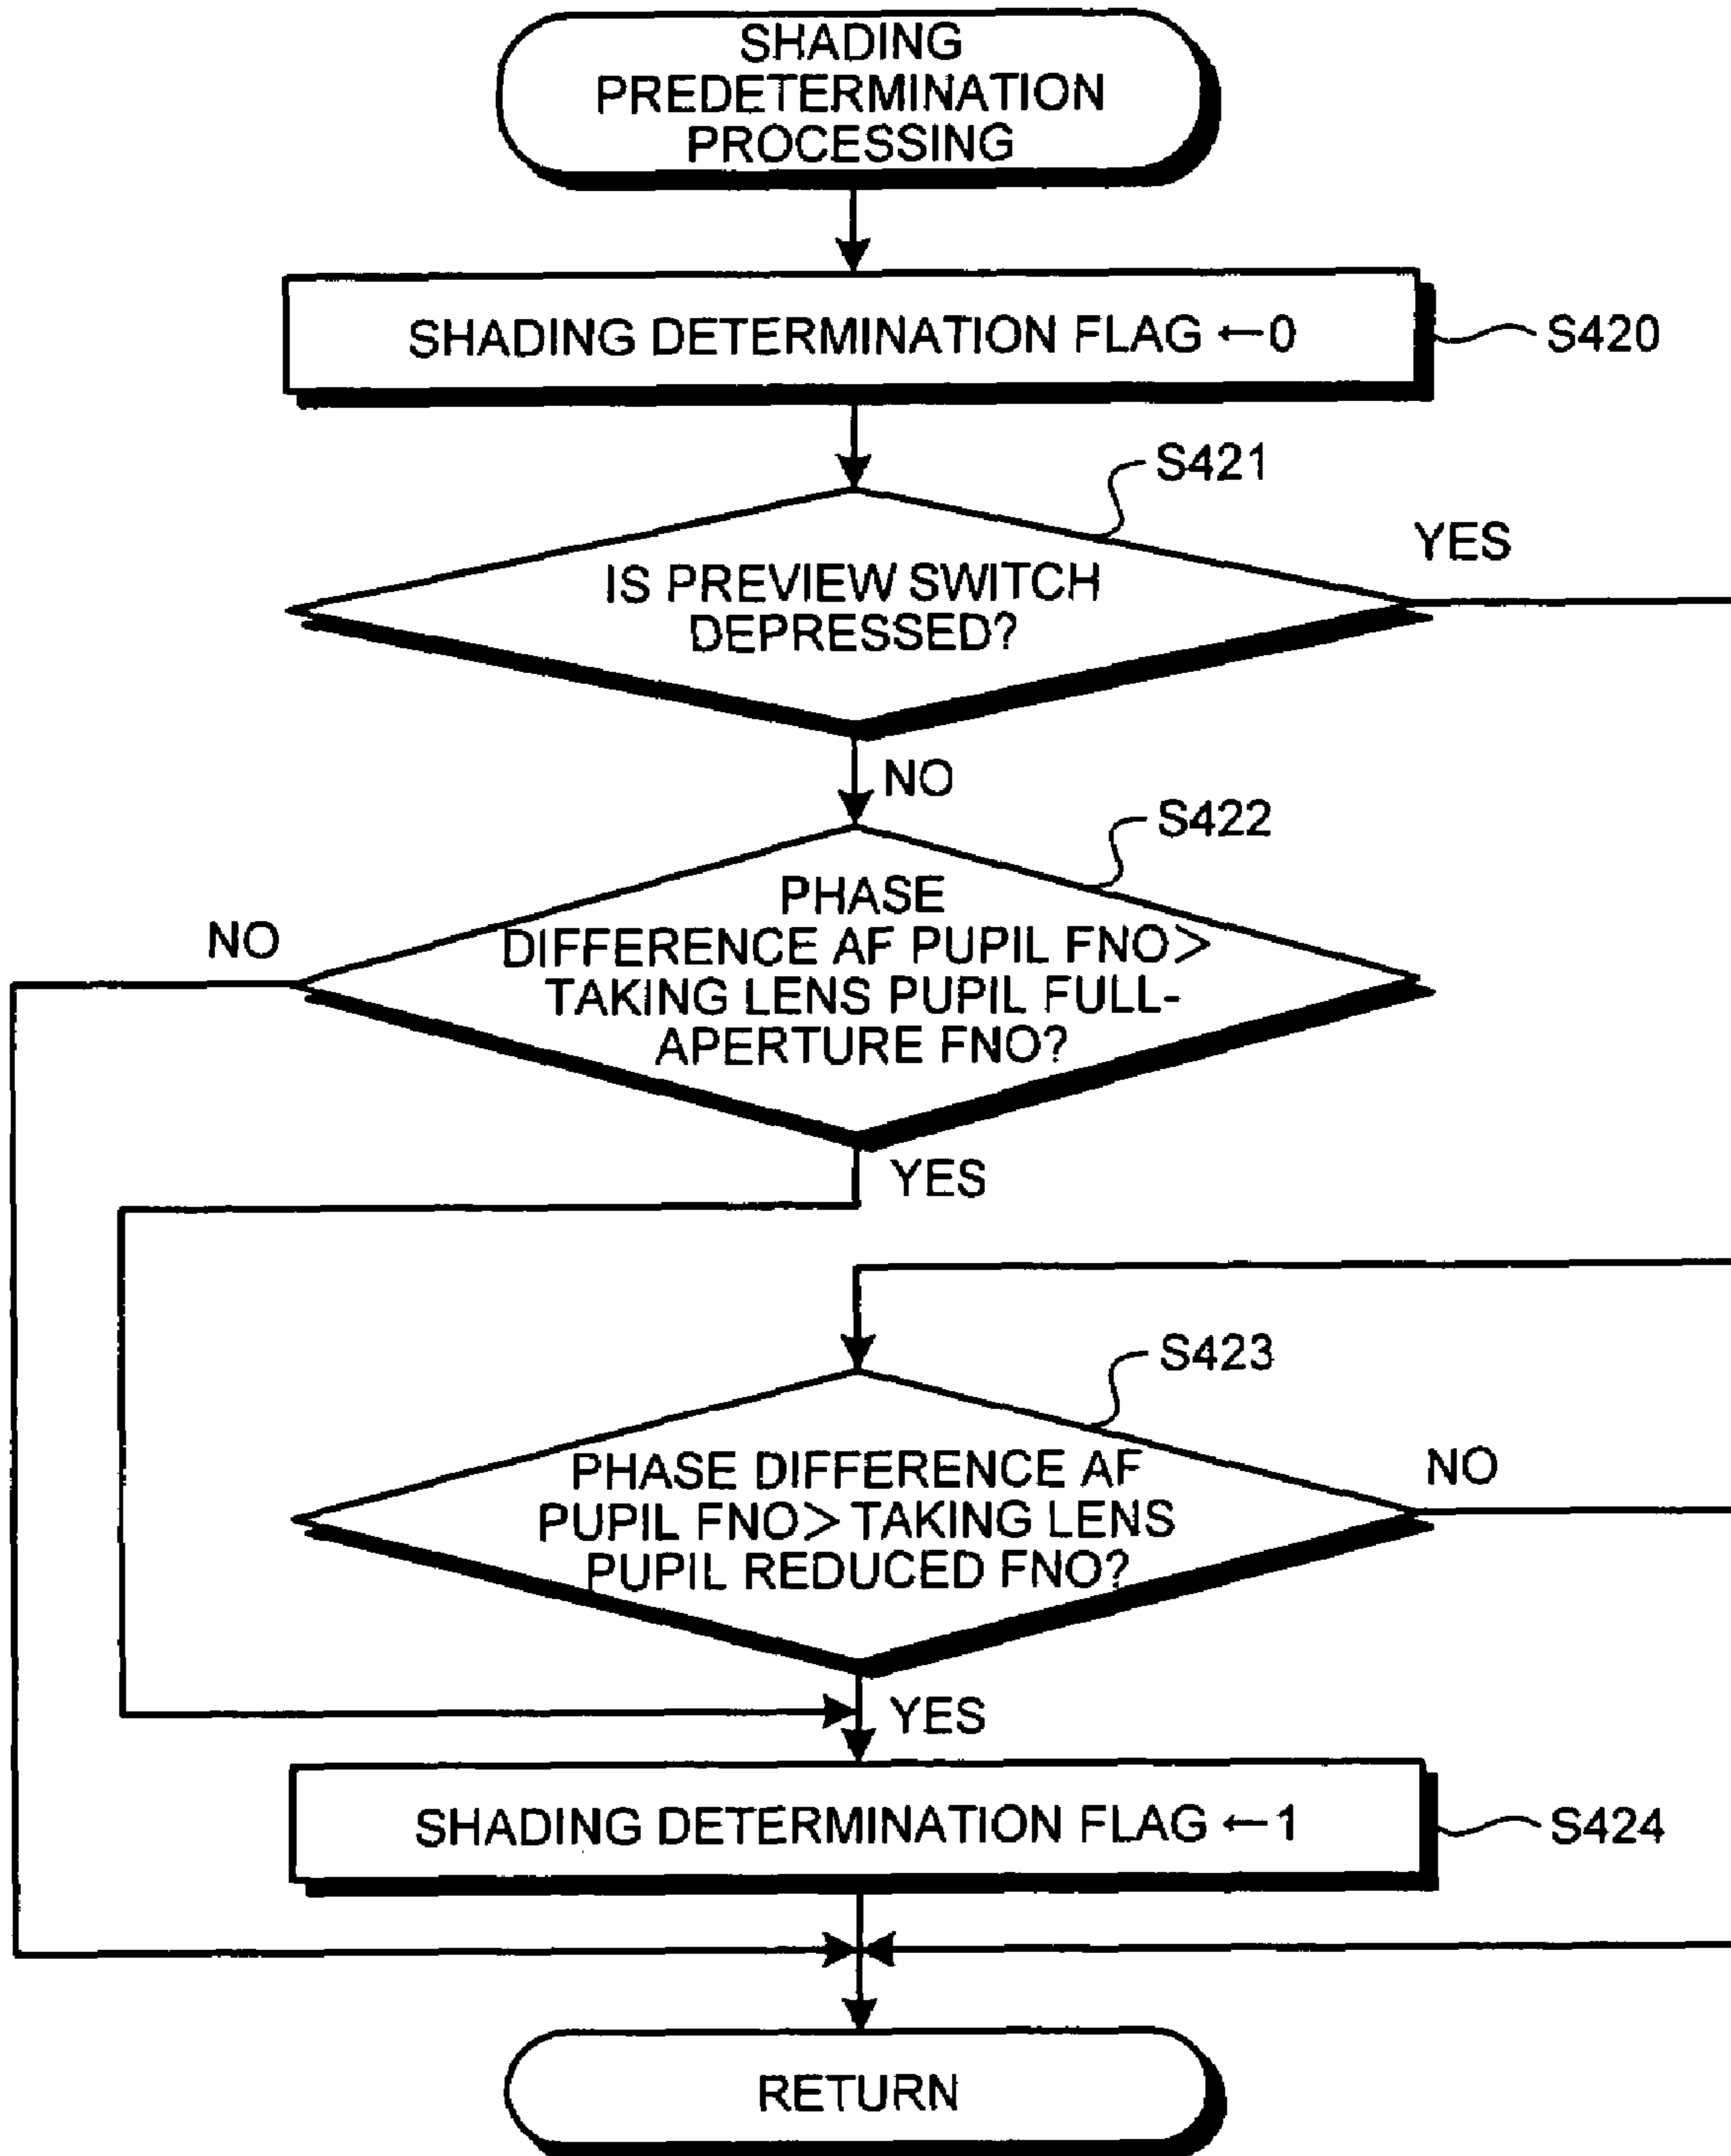 SHADING
PREDETERMINATION
PROCESSING
SHADING DETERMINATION FLAG ←0
S420
S421
YES
IS PREVIEW SWITCH
DEPRESSED?
NO
S422
PHASE
NO
DIFFERENCE AF PUPIL FNO>
TAKING LENS PUPIL FULL-
APERTURE FNO?
YES
S423
PHASE DIFFERENCE AF
NO
PUPIL FNO> TAKING LENS
PUPIL REDUCED FNO?
YES
SHADING DETERMINATION FLAG ←1
S424
RETURN